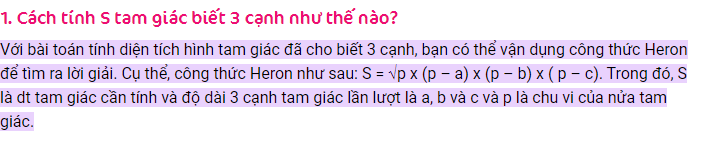 1. Cách tính S tam giác biết 3 cạnh như thế nào?
Với bài toán tính diện tích hình tam giác đã cho biết 3 cạnh, bạn có thể vận dụng công thức Heron
để tìm ra lời giải. Cụ thể, công thức Heron như sau: S = √p x (p – a) x (p – b) x ( p – c). Trong đó, S
là dt tam giác cần tính và độ dài 3 cạnh tam giác lần lượt là a, b và c và p là chu vi của nửa tam
giác.